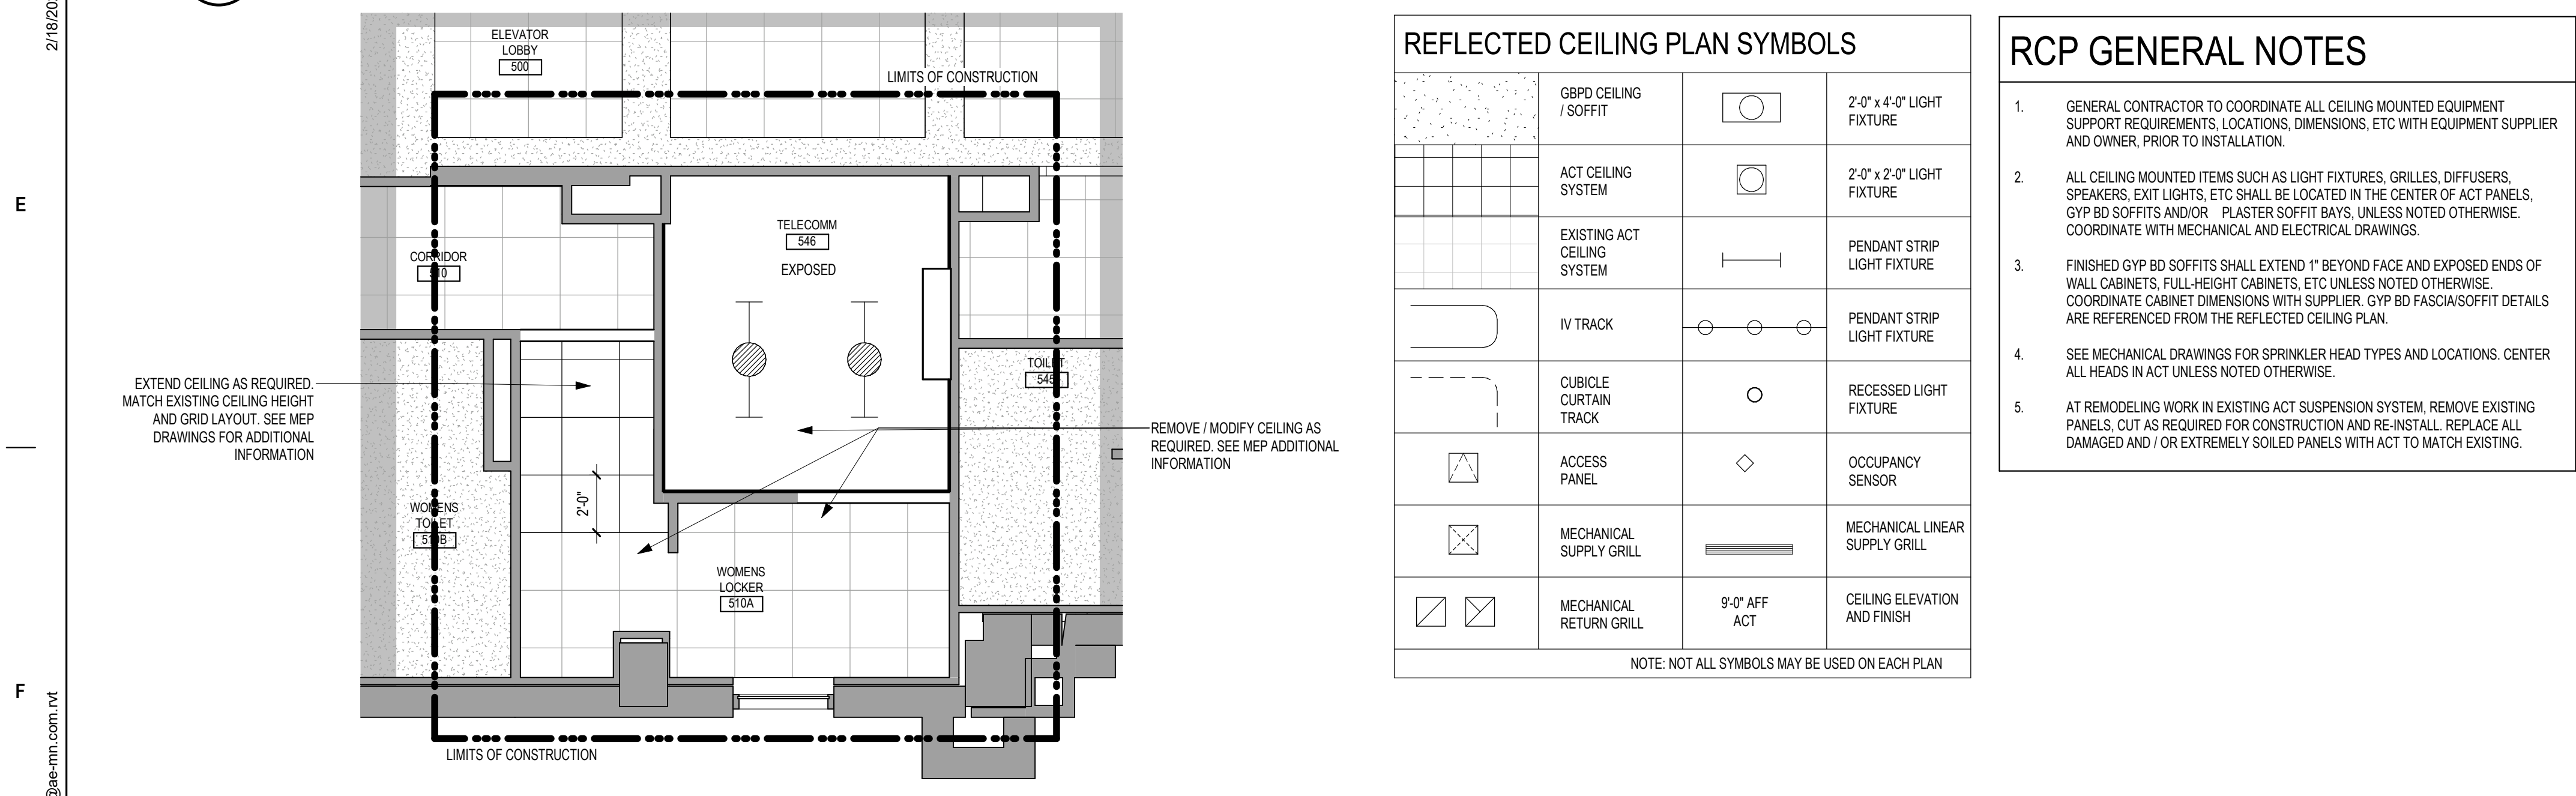 2/18/20
E
F
@ae-mn.com.rvt
ELEVATOR
LOBBY
500
LIMITS OF CONSTRUCTION
TELECOMM
546
EXPOSED
CORRIDOR
510
TOILET
545
EXTEND CEILING AS REQUIRED.
MATCH EXISTING CEILING HEIGHT
AND GRID LAYOUT. SEE MEP
DRAWINGS FOR ADDITIONAL
INFORMATION
REMOVE / MODIFY CEILING AS
REQUIRED. SEE MEP ADDITIONAL
INFORMATION
2'-0"
WOMENS
TOILET
510B
WOMENS
LOCKER
510A
LIMITS OF CONSTRUCTION
REFLECTED CEILING PLAN SYMBOLS
GBPD CEILING
/ SOFFIT
2'-0" x 4'-0" LIGHT
FIXTURE
ACT CEILING
SYSTEM
2'-0" x 2'-0" LIGHT
FIXTURE
EXISTING ACT
CEILING
SYSTEM
PENDANT STRIP
LIGHT FIXTURE
IV TRACK
PENDANT STRIP
LIGHT FIXTURE
CUBICLE
CURTAIN
TRACK
RECESSED LIGHT
FIXTURE
ACCESS
PANEL
OCCUPANCY
SENSOR
MECHANICAL
SUPPLY GRILL
MECHANICAL LINEAR
SUPPLY GRILL
MECHANICAL
RETURN GRILL
9'-0" AFF
ACT
CEILING ELEVATION
AND FINISH
NOTE: NOT ALL SYMBOLS MAY BE USED ON EACH PLAN
RCP GENERAL NOTES
1. GENERAL CONTRACTOR TO COORDINATE ALL CEILING MOUNTED EQUIPMENT
SUPPORT REQUIREMENTS, LOCATIONS, DIMENSIONS, ETC WITH EQUIPMENT SUPPLIER
AND OWNER, PRIOR TO INSTALLATION.
2. ALL CEILING MOUNTED ITEMS SUCH AS LIGHT FIXTURES, GRILLES, DIFFUSERS,
SPEAKERS, EXIT LIGHTS, ETC SHALL BE LOCATED IN THE CENTER OF ACT PANELS,
GYP BD SOFFITS AND/OR PLASTER SOFFIT BAYS, UNLESS NOTED OTHERWISE.
COORDINATE WITH MECHANICAL AND ELECTRICAL DRAWINGS.
3. FINISHED GYP BD SOFFITS SHALL EXTEND 1" BEYOND FACE AND EXPOSED ENDS OF
WALL CABINETS, FULL-HEIGHT CABINETS, ETC UNLESS NOTED OTHERWISE.
COORDINATE CABINET DIMENSIONS WITH SUPPLIER. GYP BD FASCIA/SOFFIT DETAILS
ARE REFERENCED FROM THE REFLECTED CEILING PLAN.
4. SEE MECHANICAL DRAWINGS FOR SPRINKLER HEAD TYPES AND LOCATIONS. CENTER
ALL HEADS IN ACT UNLESS NOTED OTHERWISE.
5. AT REMODELING WORK IN EXISTING ACT SUSPENSION SYSTEM, REMOVE EXISTING
PANELS, CUT AS REQUIRED FOR CONSTRUCTION AND RE-INSTALL. REPLACE ALL
DAMAGED AND / OR EXTREMELY SOILED PANELS WITH ACT TO MATCH EXISTING.